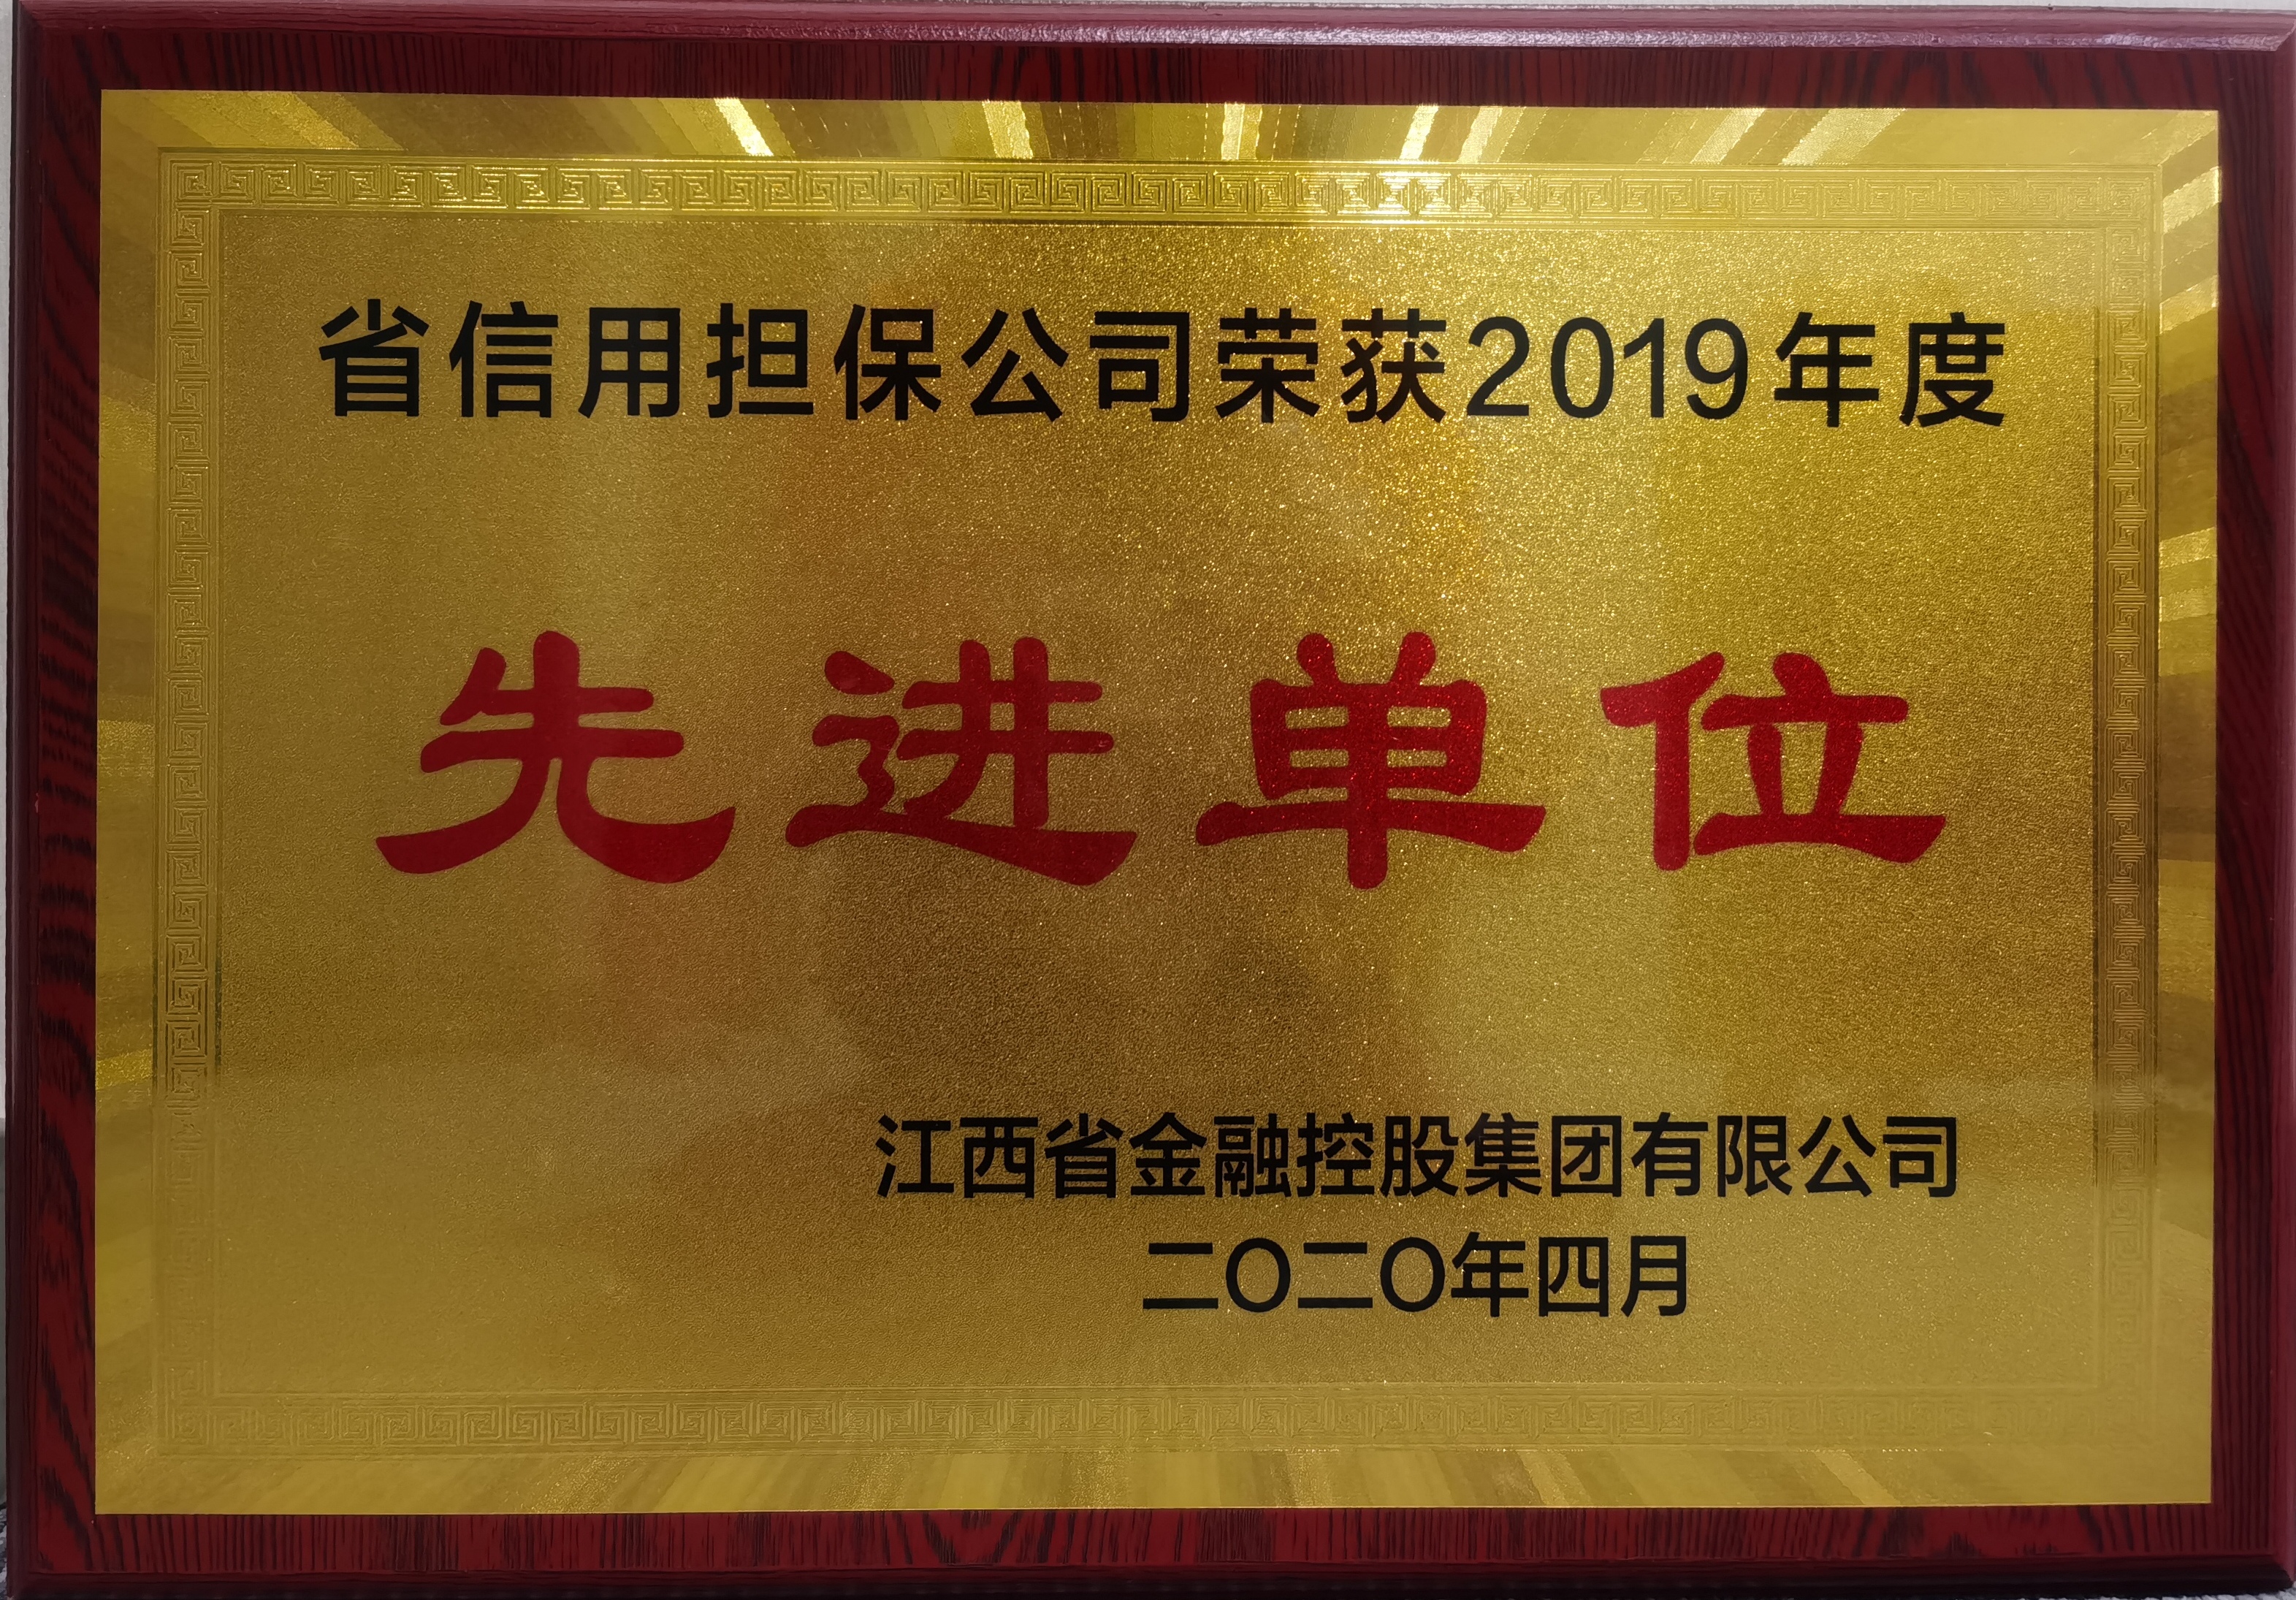 省信用担保公司荣获2019年度
先进单位
江西省金融控股集团有限公司
二〇二〇年四月